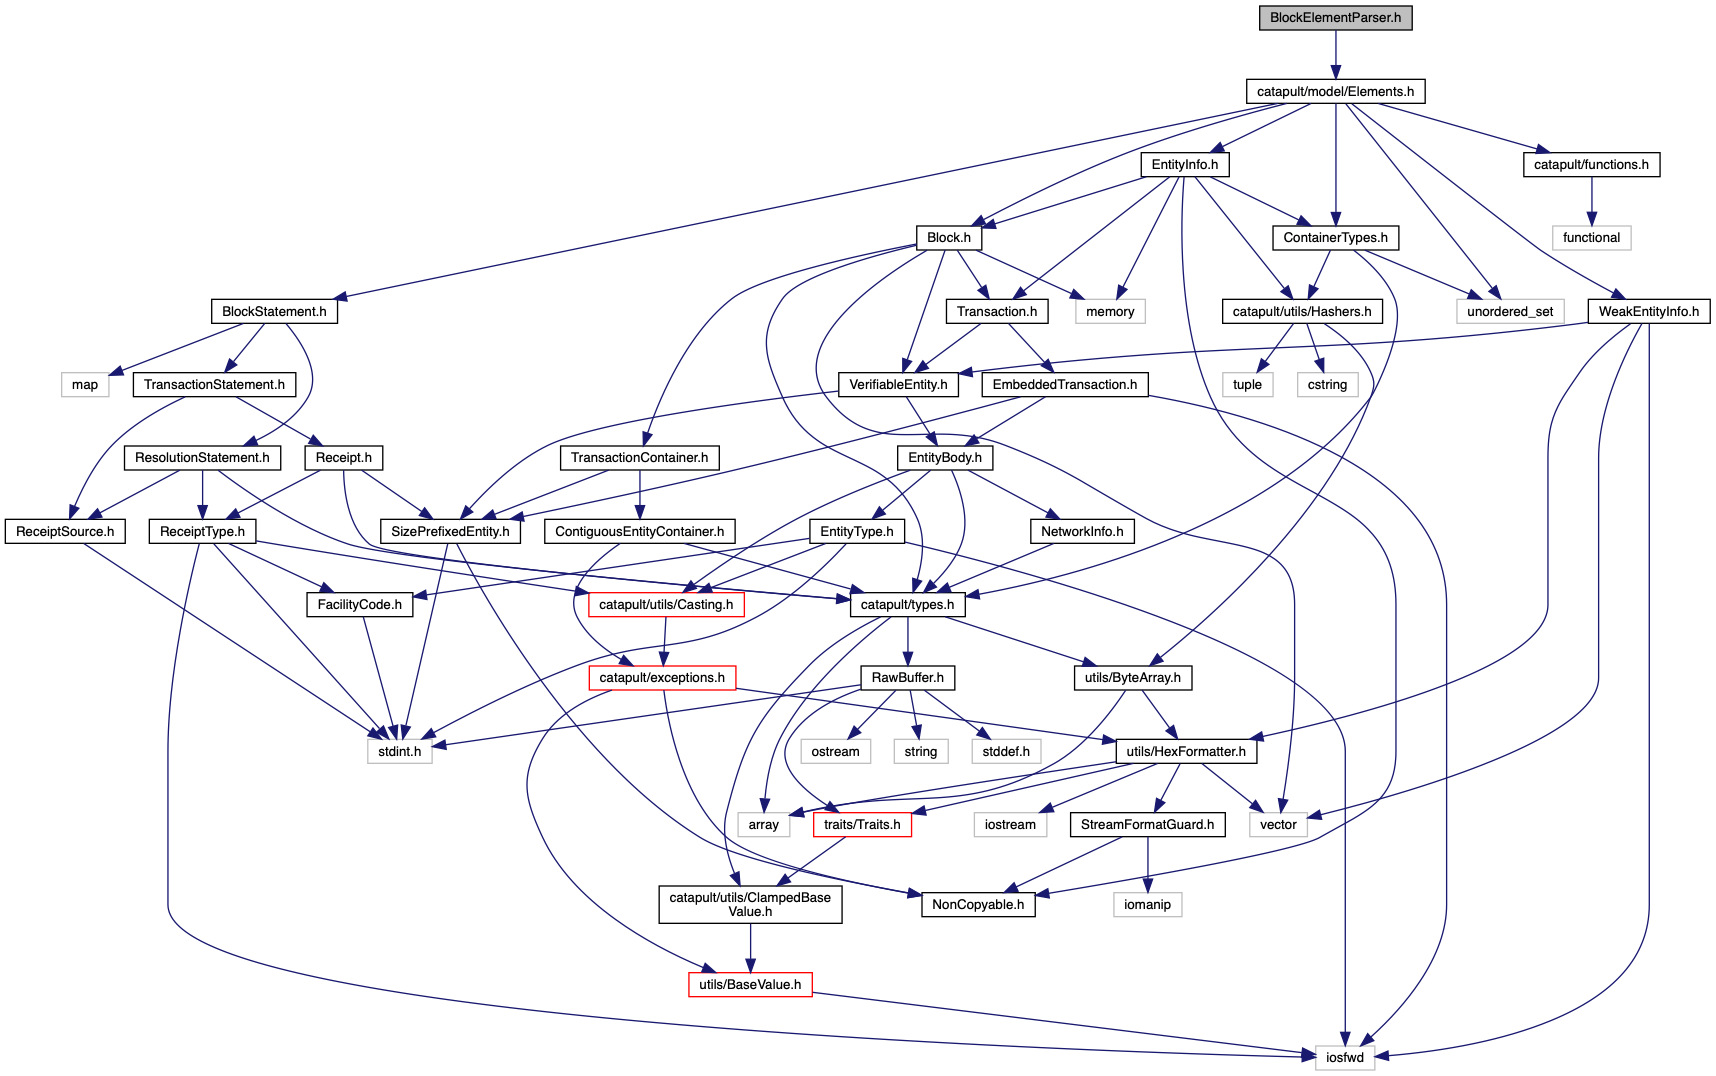 BlockElementParser.h
catapult/model/Elements.h
EntityInfo.h
catapult/functions.h
Block.h
ContainerTypes.h
functional
BlockStatement.h
Transaction.h
memory
catapult/utils/Hashers.h
unordered_set
WeakEntityInfo.h
map
TransactionStatement.h
VerifiableEntity.h
EmbeddedTransaction.h
tuple
cstring
ResolutionStatement.h
Receipt.h
TransactionContainer.h
EntityBody.h
ReceiptSource.h
ReceiptType.h
SizePrefixedEntity.h
ContiguousEntityContainer.h
EntityType.h
NetworkInfo.h
FacilityCode.h
catapult/utils/Casting.h
catapult/types.h
catapult/exceptions.h
RawBuffer.h
utils/ByteArray.h
stdint.h
ostream
string
stddef.h
utils/HexFormatter.h
array
traits/Traits.h
iostream
StreamFormatGuard.h
vector
catapult/utils/ClampedBase
Value.h
NonCopyable.h
iomanip
utils/BaseValue.h
iosfwd